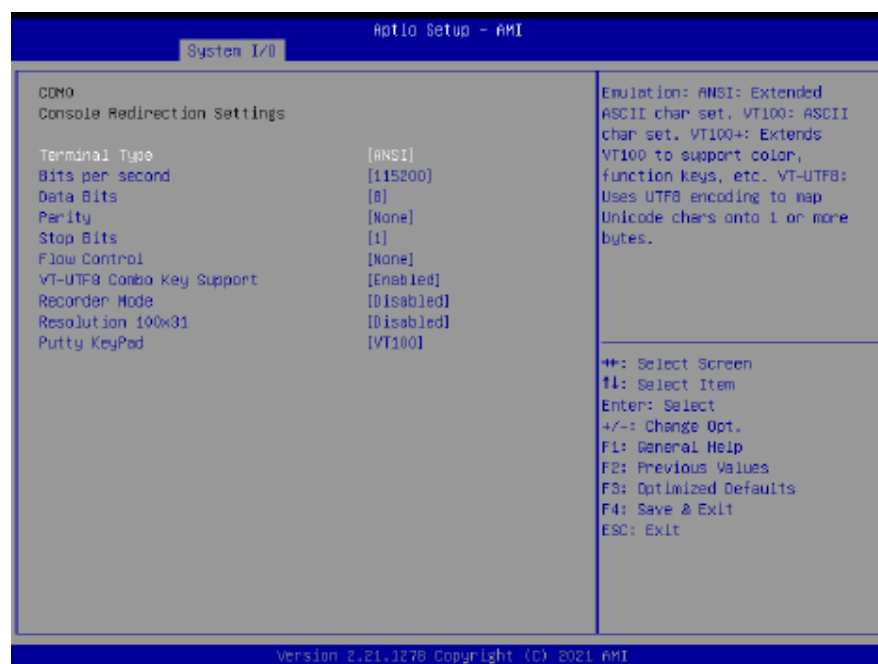 Aptio Setup - AMI
System I/O
COM0
Console Redirection Settings
Terminal Type [ANSI]
Bits per second [115200]
Data Bits [8]
Parity [None]
Stop Bits [1]
Flow Control [None]
VT-UTF8 Combo Key Support [Enabled]
Recorder Mode [Disabled]
Resolution 100x31 [Disabled]
Putty KeyPad [VT100]
Emulation: ANSI: Extended
ASCII char set. VT100: ASCII
char set. VT100+: Extends
VT100 to support color,
function keys, etc. VT-UTF8:
Uses UTF8 encoding to map
Unicode chars onto 1 or more
bytes.
→←: Select Screen
↑↓: Select Item
Enter: Select
+/-: Change Opt.
F1: General Help
F2: Previous Values
F3: Optimized Defaults
F4: Save & Exit
ESC: Exit
Version 2.21.1278 Copyright (C) 2021 AMI